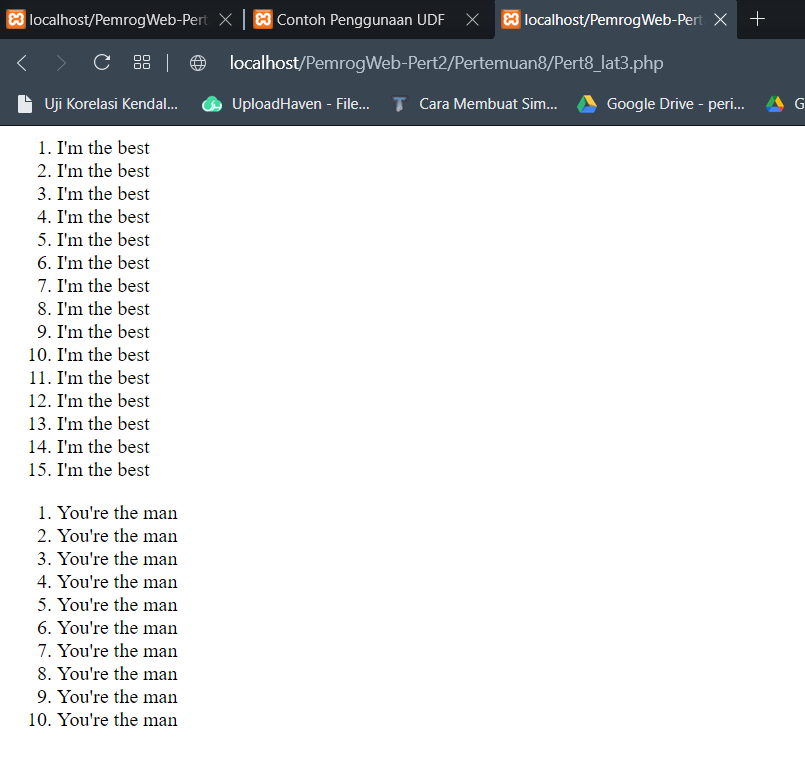 localhost/PemrogWeb-Pert
Contoh Penggunaan UDF
localhost/PemrogWeb-Pert
localhost/PemrogWeb-Pert2/Pertemuan8/Pert8_lat3.php
Uji Korelasi Kendal...
UploadHaven - File...
Cara Membuat Sim...
Google Drive - peri...
G
1. I'm the best
2. I'm the best
3. I'm the best
4. I'm the best
5. I'm the best
6. I'm the best
7. I'm the best
8. I'm the best
9. I'm the best
10. I'm the best
11. I'm the best
12. I'm the best
13. I'm the best
14. I'm the best
15. I'm the best
1. You're the man
2. You're the man
3. You're the man
4. You're the man
5. You're the man
6. You're the man
7. You're the man
8. You're the man
9. You're the man
10. You're the man